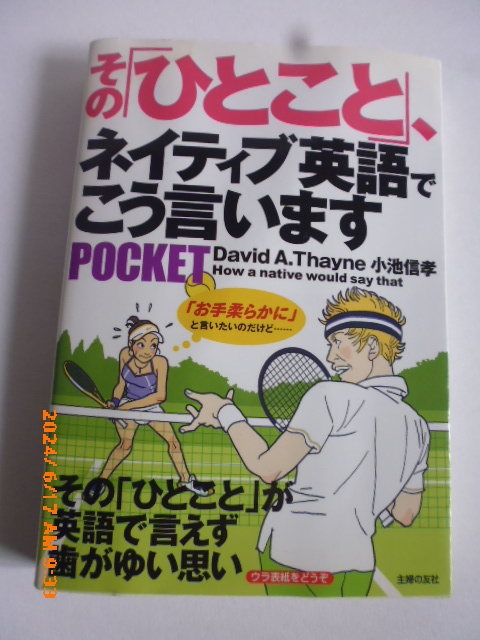 その「ひとこと」、
ネイティブ英語で
こう言います
POCKET
David A.Thayne 小池信孝
How a native would say that
「お手柔らかに」
と言いたいのだけど……
その「ひとこと」が
英語で言えず
歯がゆい思い
ウラ表紙をどうぞ
主婦の友社
2024/6/17 AM 9:33